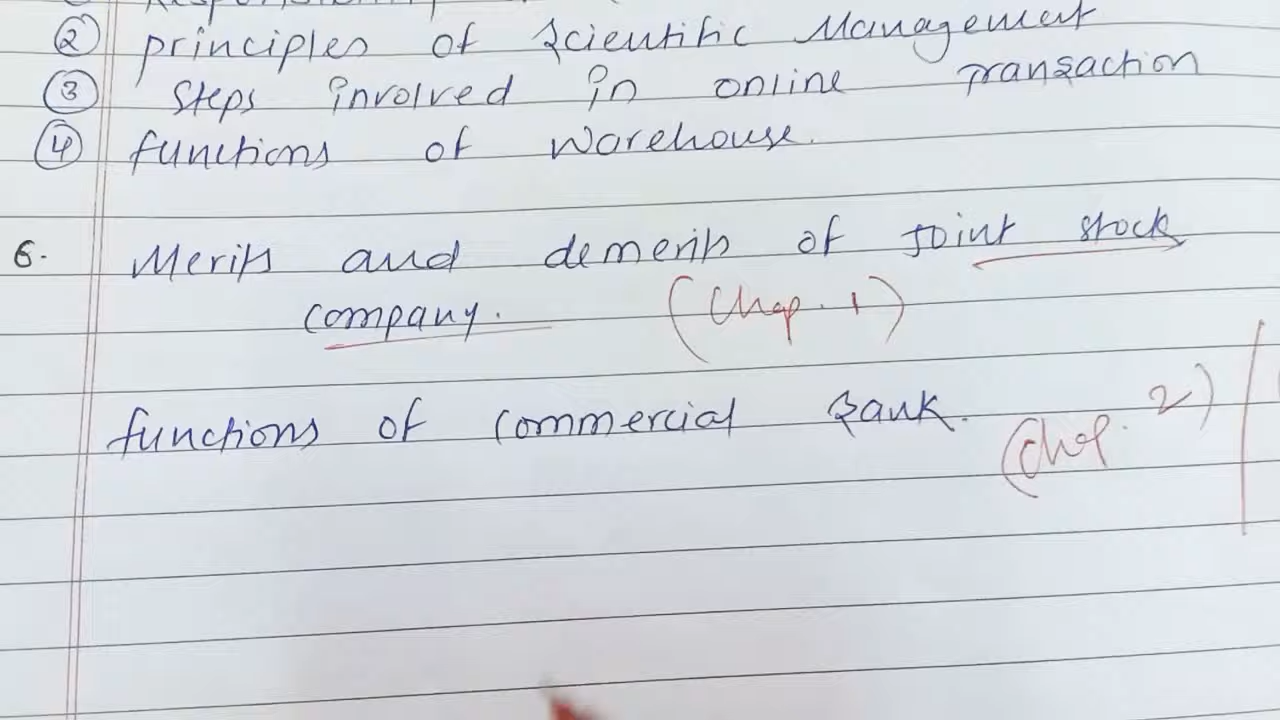 ② principles of Scientific Management
③ Steps involved in online Transaction
④ functions of Warehouse.
6. Merits and demerits of Joint stock
company. (Chap. 1)
functions of Commercial Bank. (Chap. 2)